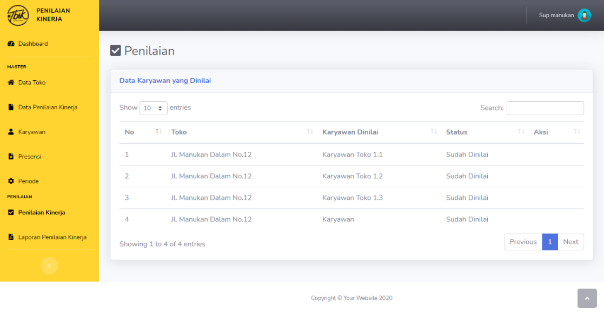 TBK
PENILAIAN
KINERJA
Sup manukan
Dashboard
MASTER
Data Toko
Data Penilaian Kinerja
Karyawan
Presensi
Periode
PENILAIAN
Penilaian Kinerja
Laporan Penilaian Kinerja
Penilaian
Data Karyawan yang Dinilai
Show 10 entries
Search:
No Toko Karyawan Dinilai Status Aksi
1 Jl. Manukan Dalam No.12 Karyawan Toko 1.1 Sudah Dinilai
2 Jl. Manukan Dalam No.12 Karyawan Toko 1.2 Sudah Dinilai
3 Jl. Manukan Dalam No.12 Karyawan Toko 1.3 Sudah Dinilai
4 Jl. Manukan Dalam No.12 Karyawan Sudah Dinilai
Showing 1 to 4 of 4 entries
Previous 1 Next
Copyright © Your Website 2020